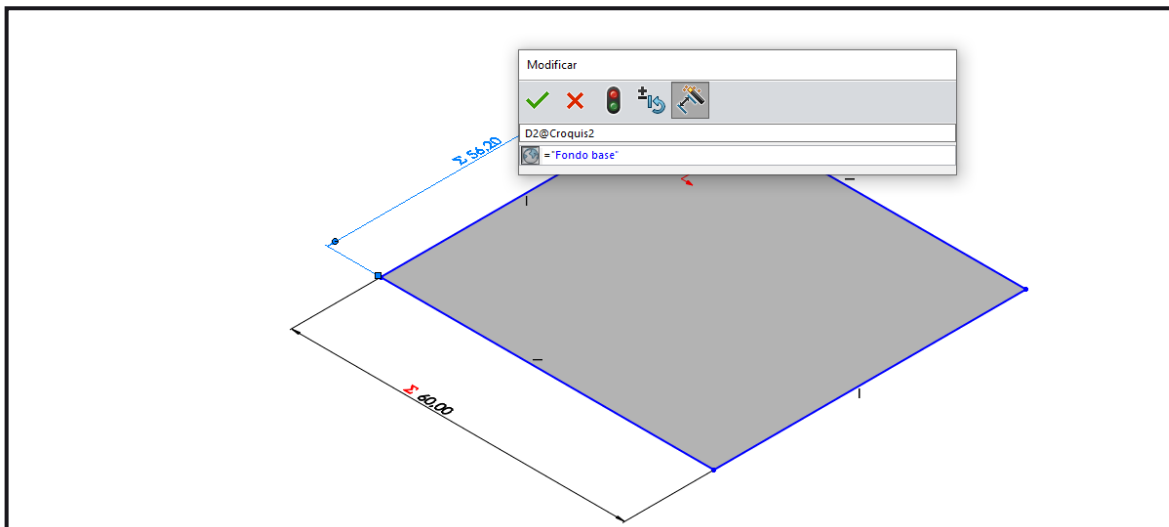 Modificar
D2@Croquis2
="Fondo base"
Σ 56,20
Σ 60,00